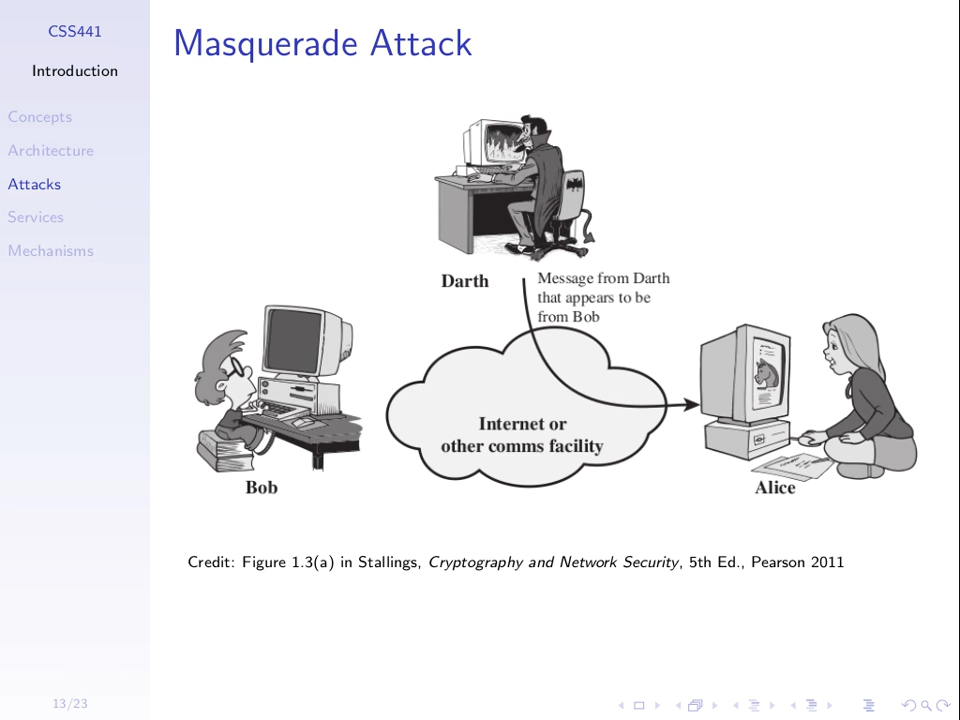 CSS441
Introduction
Concepts
Architecture
Attacks
Services
Mechanisms
Masquerade Attack
Darth
Message from Darth
that appears to be
from Bob
Internet or
other comms facility
Bob
Alice
Credit: Figure 1.3(a) in Stallings, Cryptography and Network Security, 5th Ed., Pearson 2011
13/23